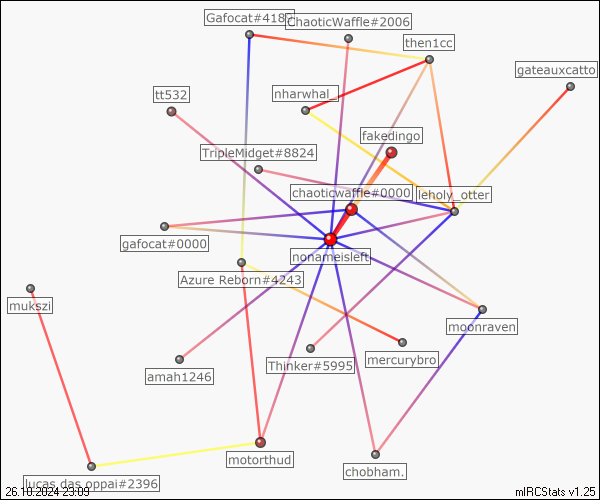 Gafocat#4189
ChaoticWaffle#2006
then1cc
gateauxcatto
tt532
nharwhal_
fakedingo
TripleMidget#8824
chaoticwaffle#0000
leholy_otter
gafocat#0000
nonameisleft
Azure Reborn#4243
mukszi
moonraven
amah1246
Thinker#5995
mercurybro
motorthud
chobham.
lucas das oppai#2396
26.10.2024 23:09
mIRCStats v1.25